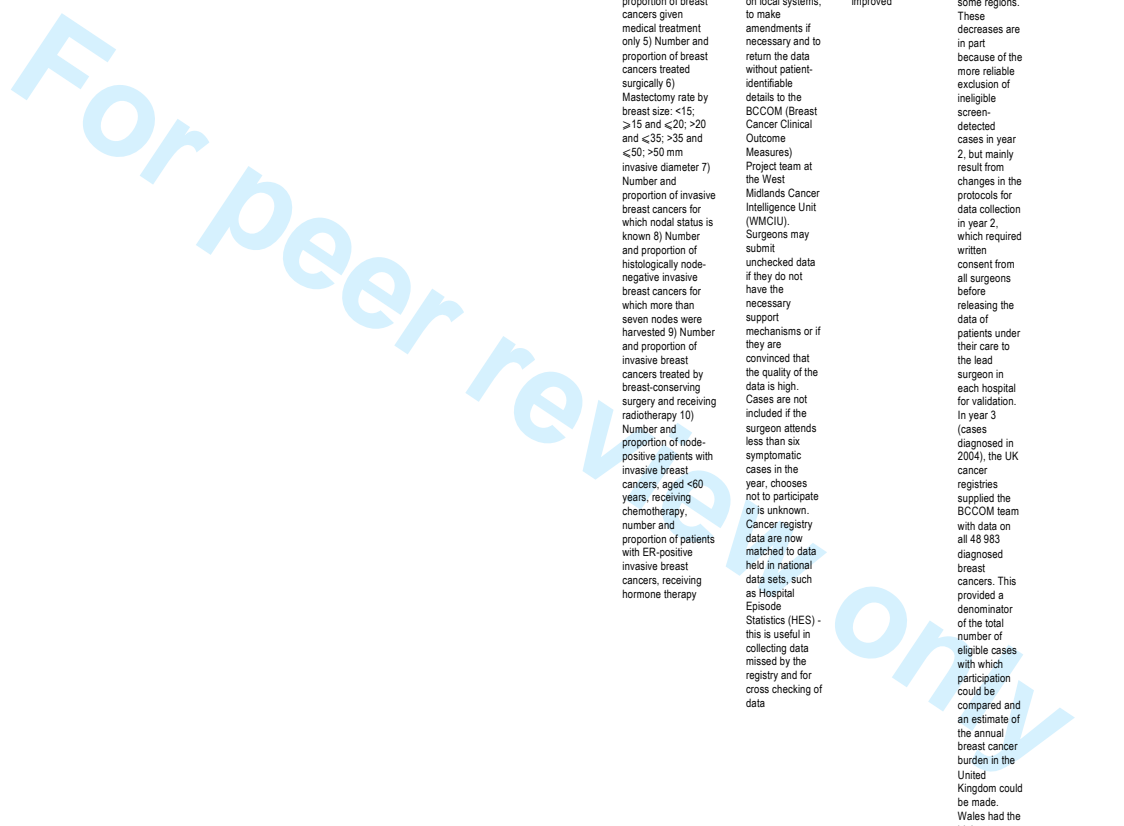 proportion of breast
cancers given
medical treatment
only 5) Number and
proportion of breast
cancers treated
surgically 6)
Mastectomy rate by
breast size: <15;
⩾15 and ⩽20; >20
and ⩽35; >35 and
⩽50; >50 mm
invasive diameter 7)
Number and
proportion of invasive
breast cancers for
which nodal status is
known 8) Number
and proportion of
histologically node-
negative invasive
breast cancers for
which more than
seven nodes were
harvested 9) Number
and proportion of
invasive breast
cancers treated by
breast-conserving
surgery and receiving
radiotherapy 10)
Number and
proportion of node-
positive patients with
invasive breast
cancers, aged <60
years, receiving
chemotherapy,
number and
proportion of patients
with ER-positive
invasive breast
cancers, receiving
hormone therapy
on local systems,
to make
amendments if
necessary and to
return the data
without patient-
identifiable
details to the
BCCOM (Breast
Cancer Clinical
Outcome
Measures)
Project team at
the West
Midlands Cancer
Intelligence Unit
(WMCIU).
Surgeons may
submit
unchecked data
if they do not
have the
necessary
support
mechanisms or if
they are
convinced that
the quality of the
data is high.
Cases are not
included if the
surgeon attends
less than six
symptomatic
cases in the
year, chooses
not to participate
or is unknown.
Cancer registry
data are now
matched to data
held in national
data sets, such
as Hospital
Episode
Statistics (HES) -
this is useful in
collecting data
missed by the
registry and for
cross checking of
data
improved
some regions.
These
decreases are
in part
because of the
more reliable
exclusion of
ineligible
screen-
detected
cases in year
2, but mainly
result from
changes in the
protocols for
data collection
in year 2,
which required
written
consent from
all surgeons
before
releasing the
data of
patients under
their care to
the lead
surgeon in
each hospital
for validation.
In year 3
(cases
diagnosed in
2004), the UK
cancer
registries
supplied the
BCCOM team
with data on
all 48 983
diagnosed
breast
cancers. This
provided a
denominator
of the total
number of
eligible cases
with which
participation
could be
compared and
an estimate of
the annual
breast cancer
burden in the
United
Kingdom could
be made.
Wales had the
For peer review only